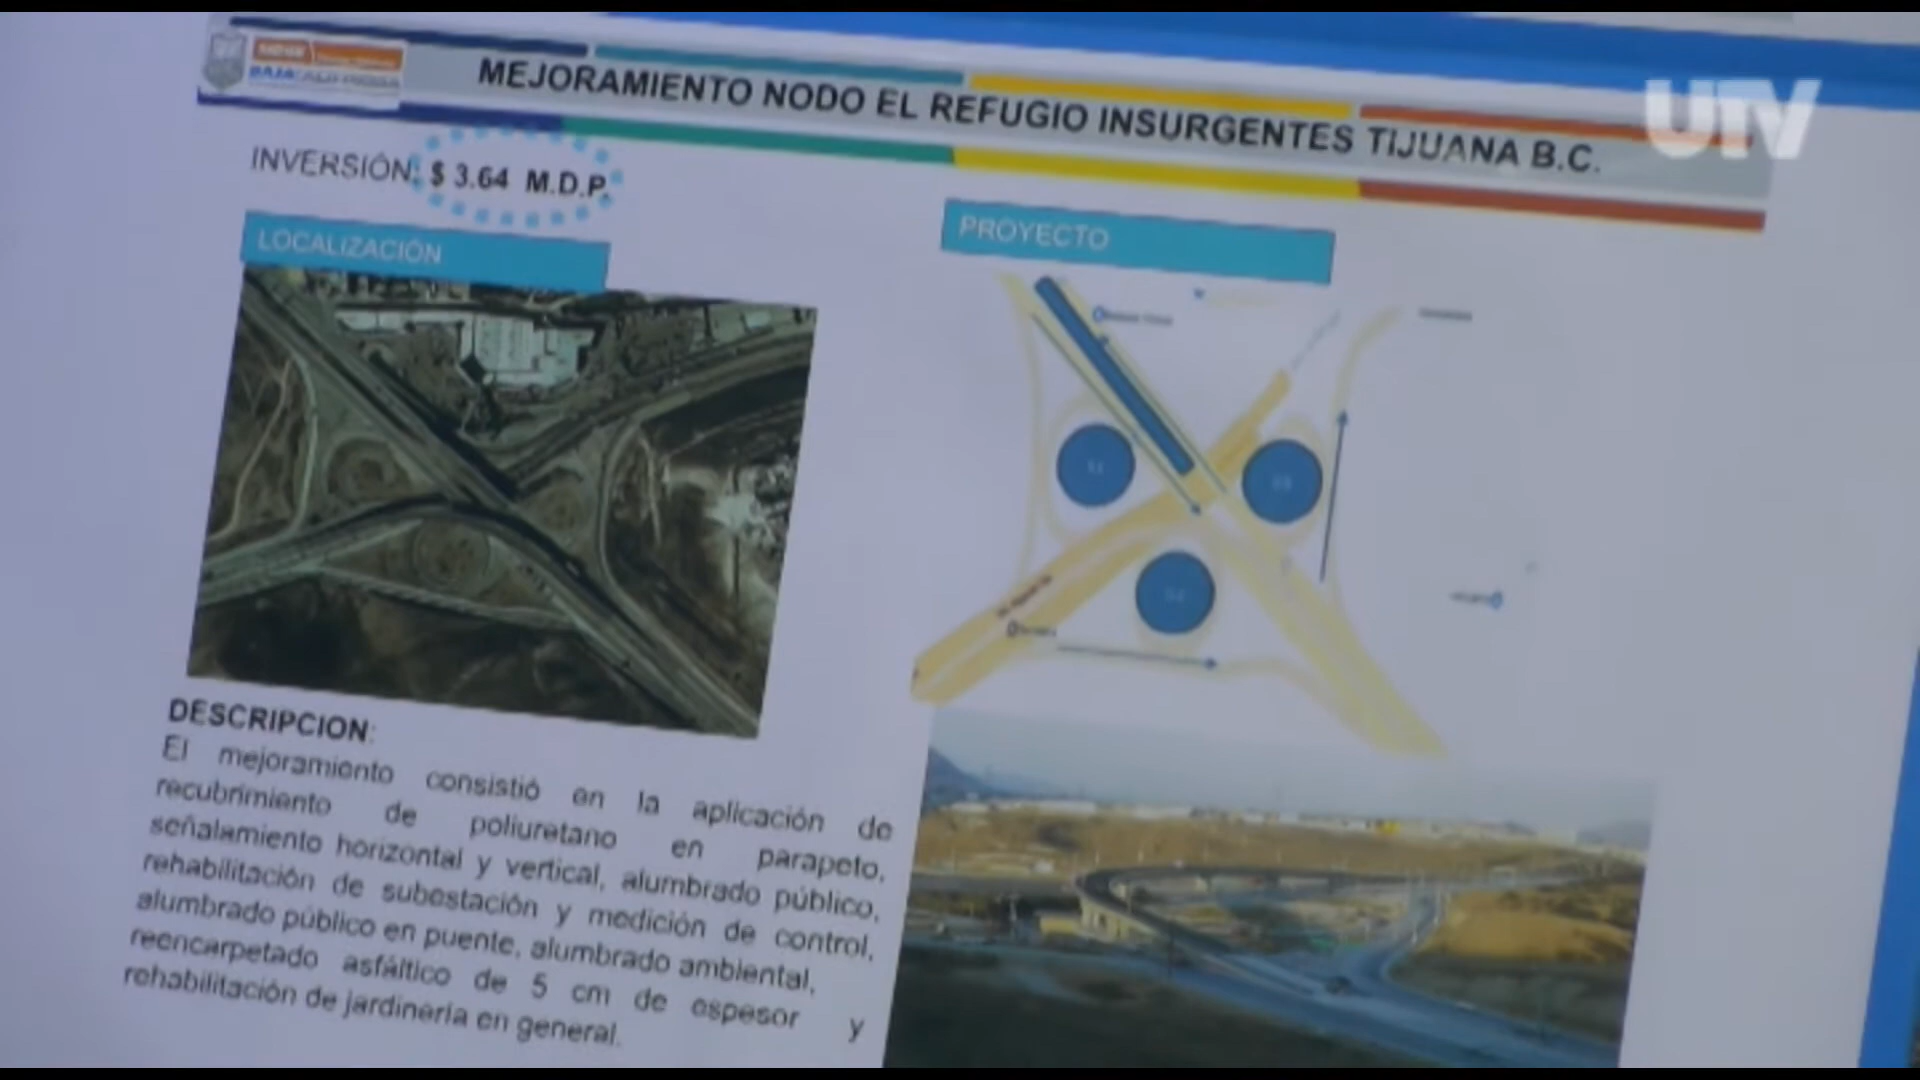 MEJORAMIENTO NODO EL REFUGIO INSURGENTES TIJUANA B.C.
UTV
INVERSIÓN: $ 3.64 M.D.P.
LOCALIZACIÓN
PROYECTO
DESCRIPCION:
El mejoramiento consistió en la aplicación de
recubrimiento de poliuretano en parapeto,
señalamiento horizontal y vertical, alumbrado público,
rehabilitación de subestación y medición de control,
alumbrado público en puente, alumbrado ambiental,
reencarpetado asfáltico de 5 cm de espesor y
rehabilitación de jardinería en general.